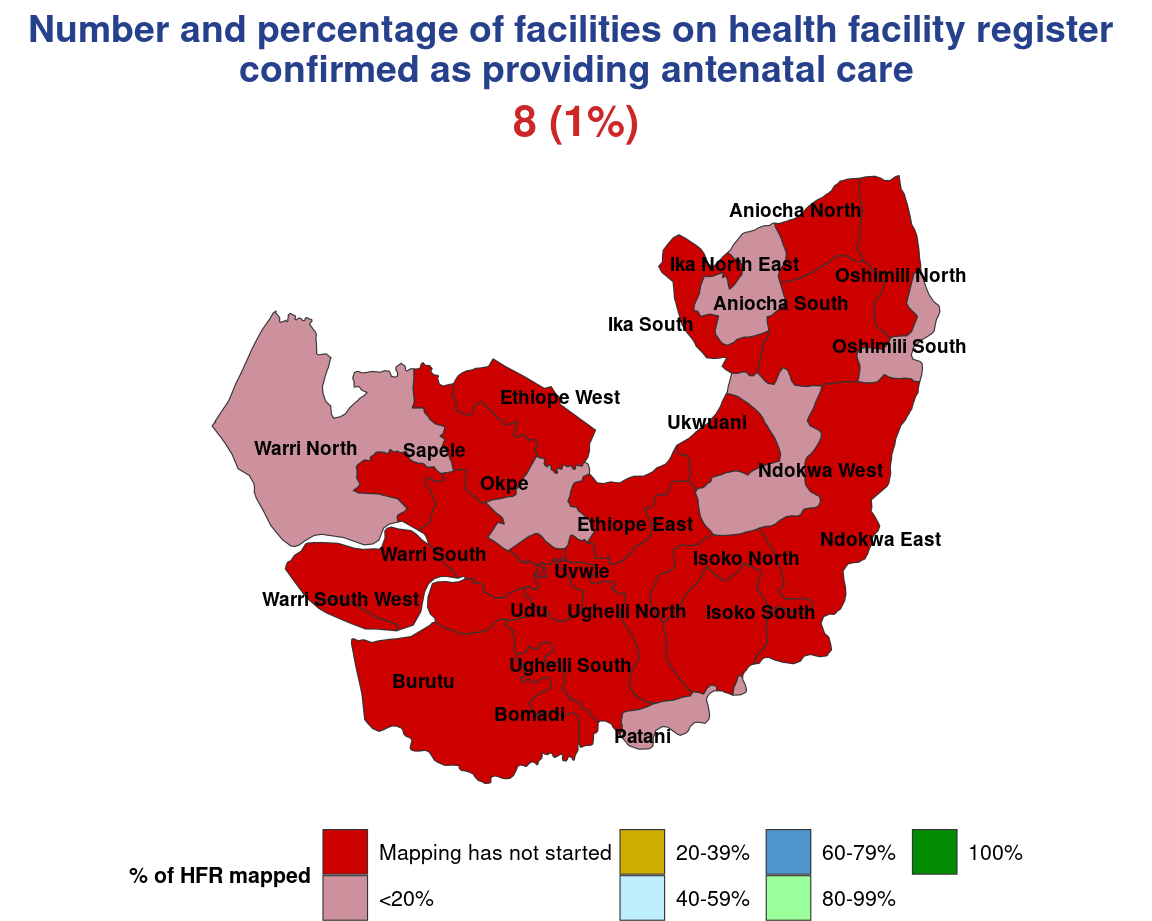 Number and percentage of facilities on health facility register
confirmed as providing antenatal care
8 (1%)
Aniocha North
Ika North East
Oshimili North
Aniocha South
Ika South
Oshimili South
Ethiope West
Ukwuani
Warri North
Sapele
Ndokwa West
Okpe
Ethiope East
Ndokwa East
Warri South
Isoko North
Uvwie
Warri South West
Udu
Ughelli North
Isoko South
Ughelli South
Burutu
Bomadi
Patani
% of HFR mapped
Mapping has not started
<20%
20-39%
40-59%
60-79%
80-99%
100%